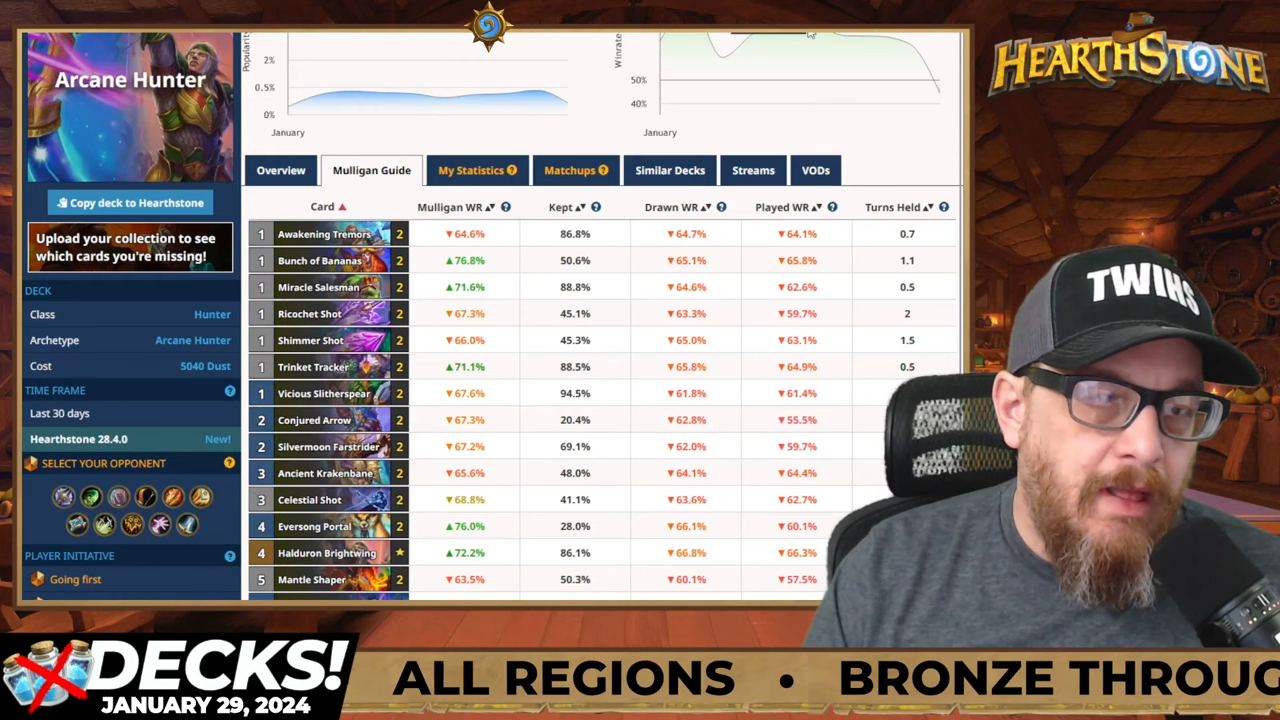 HEARTHSTONE
Arcane Hunter
Copy deck to Hearthstone
Upload your collection to see
which cards you're missing!
DECK
Class Hunter
Archetype Arcane Hunter
Cost 5040 Dust
TIME FRAME ?
Last 30 days
Hearthstone 28.4.0 New!
SELECT YOUR OPPONENT ?
PLAYER INITIATIVE ?
Going first
Popularity
2%
0.5%
0%
January
Winrate
50%
40%
January
Overview Mulligan Guide My Statistics ? Matchups ? Similar Decks Streams VODs
Card ▲ Mulligan WR ▲▼ ? Kept ▲▼ ? Drawn WR ▲▼ ? Played WR ▲▼ ? Turns Held ▲▼ ?
1 Awakening Tremors 2 ▼64.6% 86.8% ▼64.7% ▼64.1% 0.7
1 Bunch of Bananas 2 ▲76.8% 50.6% ▼65.1% ▼65.8% 1.1
1 Miracle Salesman 2 ▲71.6% 88.8% ▼64.6% ▼62.6% 0.5
1 Ricochet Shot 2 ▼67.3% 45.1% ▼63.3% ▼59.7% 2
1 Shimmer Shot 2 ▼66.0% 45.3% ▼65.0% ▼63.1% 1.5
1 Trinket Tracker 2 ▲71.1% 88.5% ▼65.8% ▼64.9% 0.5
1 Vicious Slitherspear 2 ▼67.6% 94.5% ▼61.8% ▼61.4%
2 Conjured Arrow 2 ▼67.3% 20.4% ▼62.8% ▼55.5%
2 Silvermoon Farstrider 2 ▼67.2% 69.1% ▼62.0% ▼59.7%
3 Ancient Krakenbane 2 ▼65.6% 48.0% ▼64.1% ▼64.4%
3 Celestial Shot 2 ▼68.8% 41.1% ▼63.6% ▼62.7%
4 Eversong Portal 2 ▲76.0% 28.0% ▼66.1% ▼60.1%
4 Halduron Brightwing ★ ▲72.2% 86.1% ▼66.8% ▼66.3%
5 Mantle Shaper 2 ▼63.5% 50.3% ▼60.1% ▼57.5%
TWIHS
DECKS!
JANUARY 29, 2024
ALL REGIONS • BRONZE THROUG